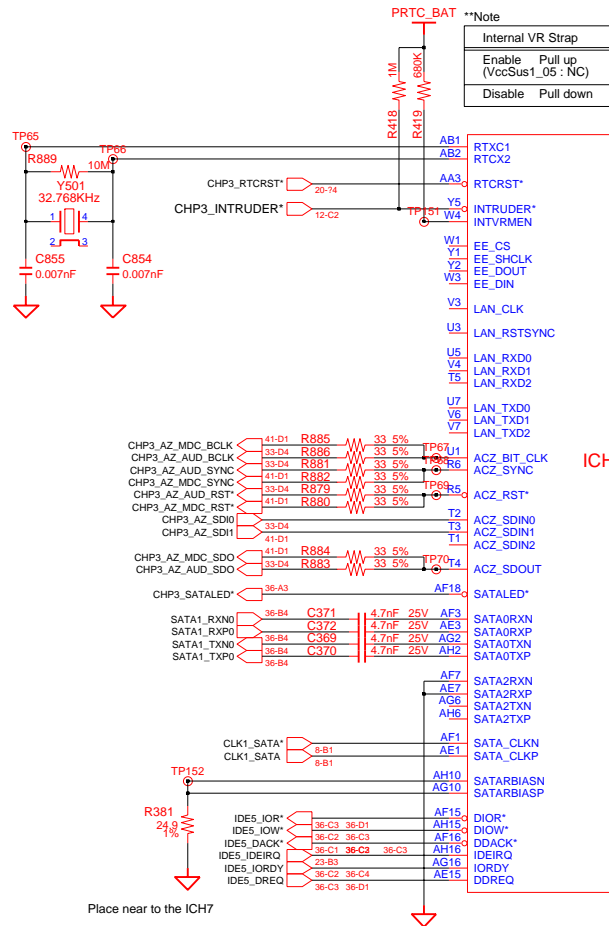 PRTC_BAT
**Note
Internal VR Strap
Enable Pull up
(VccSus1_05 : NC)
Disable Pull down
1M
680K
R418
R419
TP65
TP66
R889
10M
Y501
32.768KHz
1 4
2 3
C855
0.007nF
C854
0.007nF
AB1 RTXC1
AB2 RTCX2
CHP3_RTCRST* 20-?4 AA3 RTCRST*
CHP3_INTRUDER* 12-C2 Y5 INTRUDER*
TP151 W4 INTVRMEN
W1 EE_CS
Y1 EE_SHCLK
Y2 EE_DOUT
W3 EE_DIN
V3 LAN_CLK
U3 LAN_RSTSYNC
U5 LAN_RXD0
V4 LAN_RXD1
T5 LAN_RXD2
U7 LAN_TXD0
V6 LAN_TXD1
V7 LAN_TXD2
ICH
CHP3_AZ_MDC_BCLK 41-D1 R885 33 5%
CHP3_AZ_AUD_BCLK 33-D4 R886 33 5% TP67 U1 ACZ_BIT_CLK
CHP3_AZ_AUD_SYNC 33-D4 R881 33 5% R6 ACZ_SYNC
CHP3_AZ_MDC_SYNC 41-D1 R882 33 5%
CHP3_AZ_AUD_RST* 33-D4 R879 33 5% TP69 R5 ACZ_RST*
CHP3_AZ_MDC_RST* 41-D1 R880 33 5%
CHP3_AZ_SDI0 33-D4 T2 ACZ_SDIN0
CHP3_AZ_SDI1 41-D1 T3 ACZ_SDIN1
T1 ACZ_SDIN2
CHP3_AZ_MDC_SDO 41-D1 R884 33 5%
CHP3_AZ_AUD_SDO 33-D4 R883 33 5% TP70 T4 ACZ_SDOUT
CHP3_SATALED* 36-A3 AF18 SATALED*
SATA1_RXN0 36-B4 C371 4.7nF 25V AF3 SATA0RXN
SATA1_RXP0 C372 4.7nF 25V AE3 SATA0RXP
SATA1_TXN0 36-B4 C369 4.7nF 25V AG2 SATA0TXN
SATA1_TXP0 36-B4 C370 4.7nF 25V AH2 SATA0TXP
36-B4
AF7 SATA2RXN
AE7 SATA2RXP
AG6 SATA2TXN
AH6 SATA2TXP
CLK1_SATA* 8-B1 AF1 SATA_CLKN
CLK1_SATA 8-B1 AE1 SATA_CLKP
TP152 AH10 SATARBIASN
AG10 SATARBIASP
R381
24.9
1%
IDE5_IOR* 36-C3 36-D1 AF15 DIOR*
IDE5_IOW* 36-C2 36-C3 AH15 DIOW*
IDE5_DACK* 36-C1 36-C3 AF16 DDACK*
IDE5_IDEIRQ 23-B3 AH16 IDEIRQ
IDE5_IORDY 36-C2 36-C4 AG16 IORDY
IDE5_DREQ 36-C3 36-D1 AE15 DDREQ
Place near to the ICH7